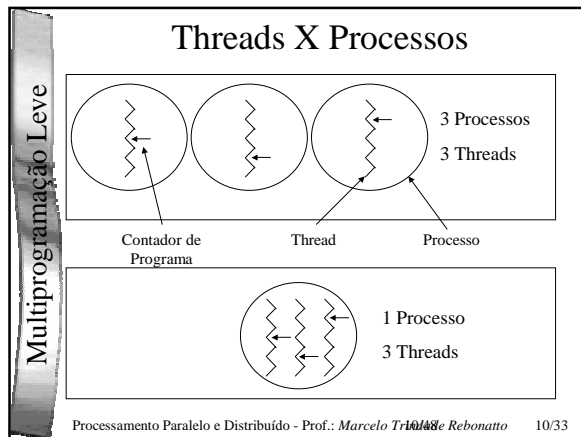 Threads X Processos
Multiprogramação Leve
3 Processos
3 Threads
Contador de
Programa
Thread
Processo
1 Processo
3 Threads
Processamento Paralelo e Distribuído - Prof.: Marcelo Rebonatto 10/33